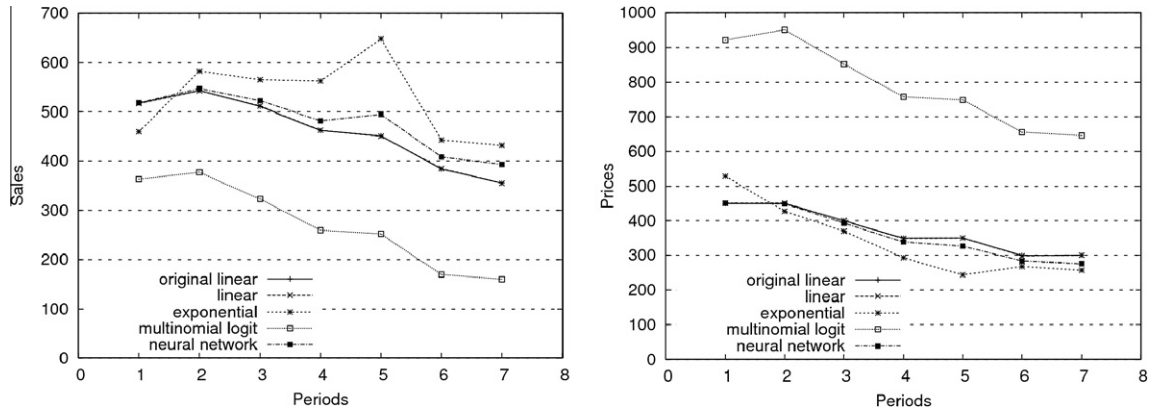 700
600
500
400
300
200
100
0
Sales
original linear
linear
exponential
multinomial logit
neural network
0 1 2 3 4 5 6 7 8
Periods
1000
900
800
700
600
500
400
300
200
100
0
Prices
original linear
linear
exponential
multinomial logit
neural network
0 1 2 3 4 5 6 7 8
Periods